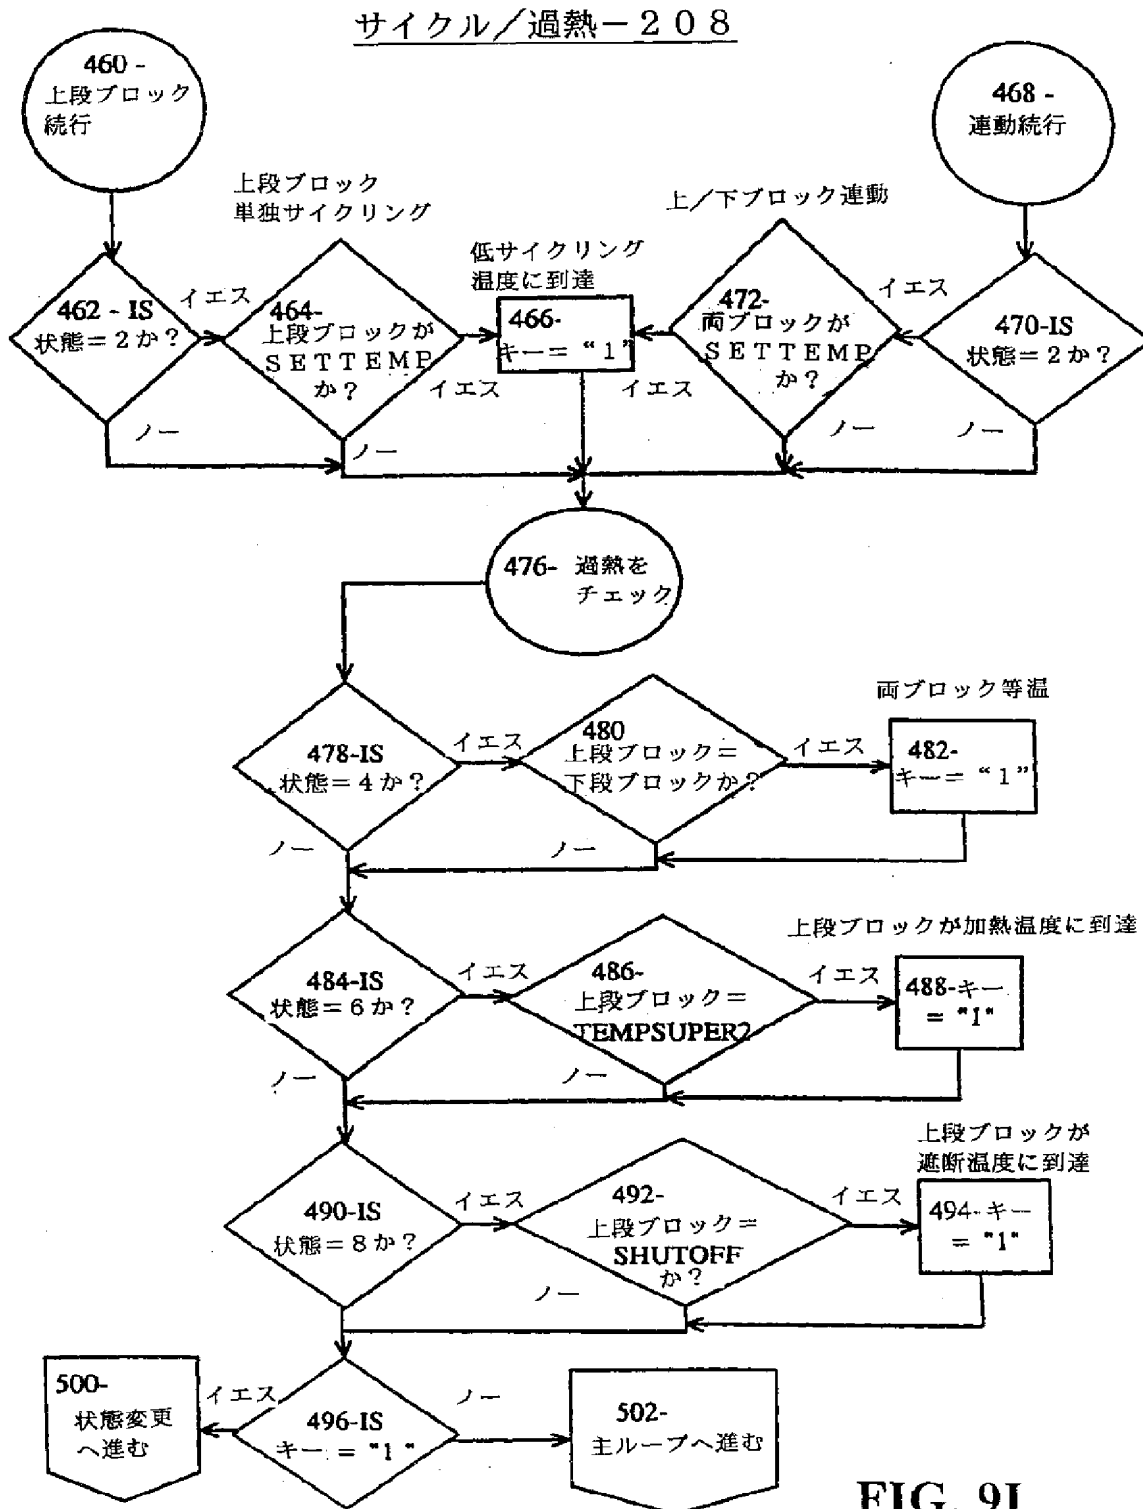 サイクル／過熱－２０８
460 -
上段ブロック
続行
468 -
連動続行
上段ブロック
単独サイクリング
上／下ブロック連動
低サイクリング
温度に到達
462 - IS
状態＝2か？
イエス
464-
上段ブロックが
ＳＥＴＴＥＭＰ
か？
イエス
466-
キー＝“1”
イエス
472-
両ブロックが
ＳＥＴＴＥＭＰ
か？
イエス
470-IS
状態＝2か？
ノー
ノー
ノー
ノー
476- 過熱を
チェック
両ブロック等温
478-IS
状態＝4か？
イエス
480
上段ブロック＝
下段ブロックか？
イエス
482-
キー＝“1”
ノー
ノー
上段ブロックが加熱温度に到達
484-IS
状態＝6か？
イエス
486-
上段ブロック＝
TEMPSUPER2
イエス
488-キー
＝ "1"
ノー
ノー
上段ブロックが
遮断温度に到達
490-IS
状態＝8か？
イエス
492-
上段ブロック＝
SHUTOFF
か？
イエス
494-キー
＝ "1"
ノー
500-
状態変更
へ進む
イエス
496-IS
キー＝"1"
ノー
502-
主ループへ進む
FIG. 9I